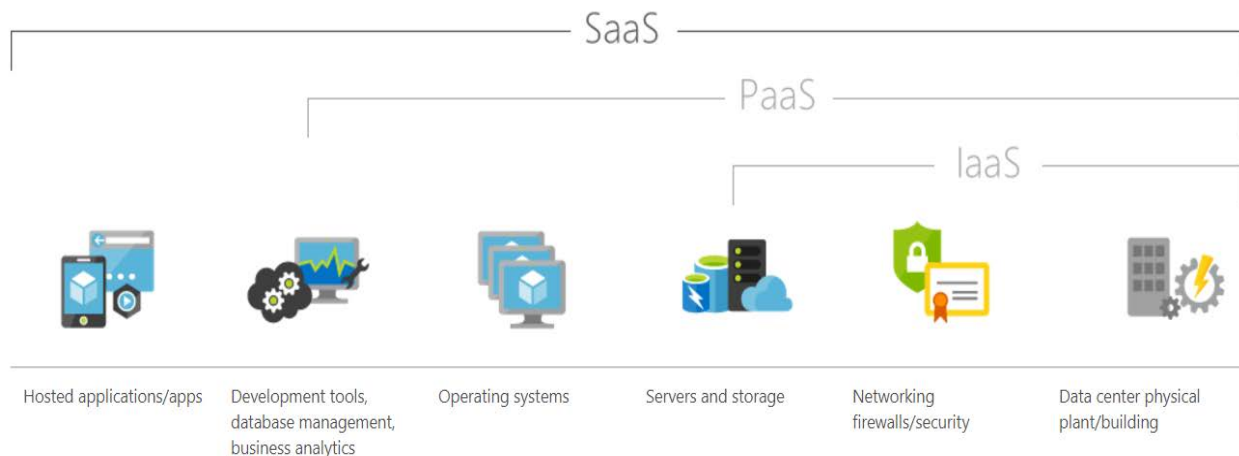 SaaS
PaaS
IaaS
Hosted applications/apps
Development tools,
database management,
business analytics
Operating systems
Servers and storage
Networking
firewalls/security
Data center physical
plant/building